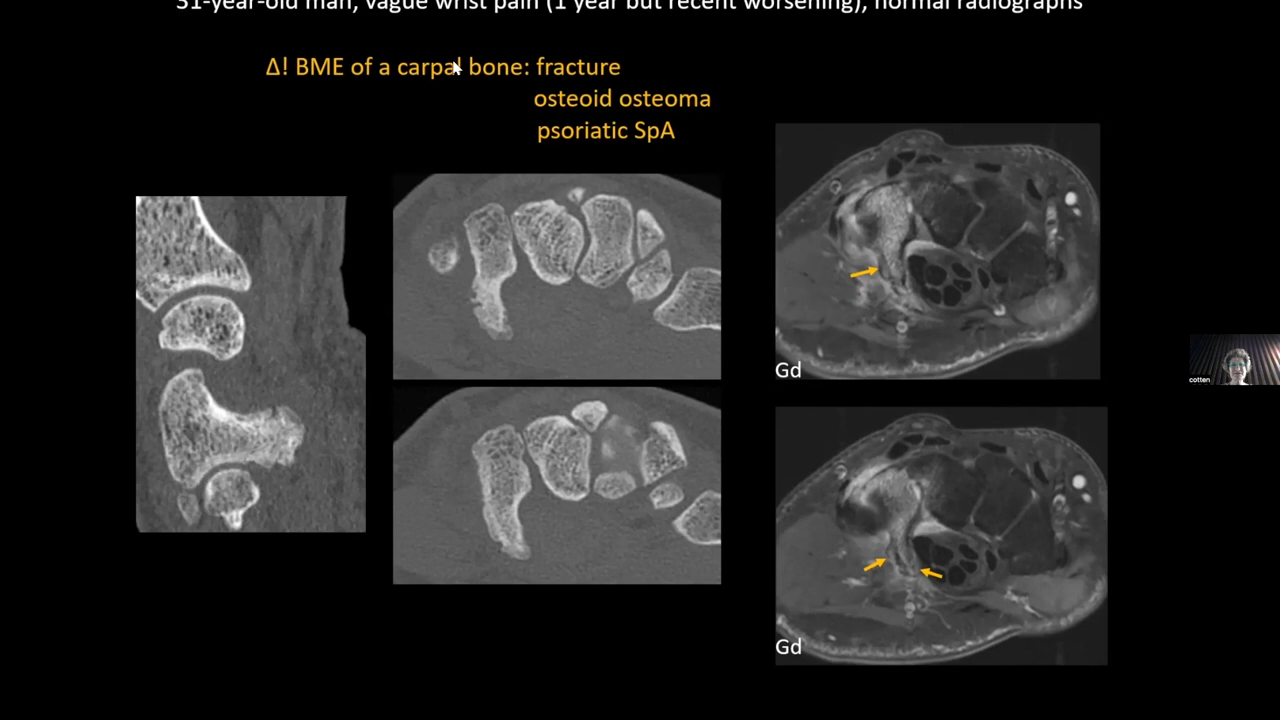 31-year-old man, vague wrist pain (1 year but recent worsening), normal radiographs
Δ! BME of a carpal bone: fracture
osteoid osteoma
psoriatic SpA
Gd
cotten
Gd